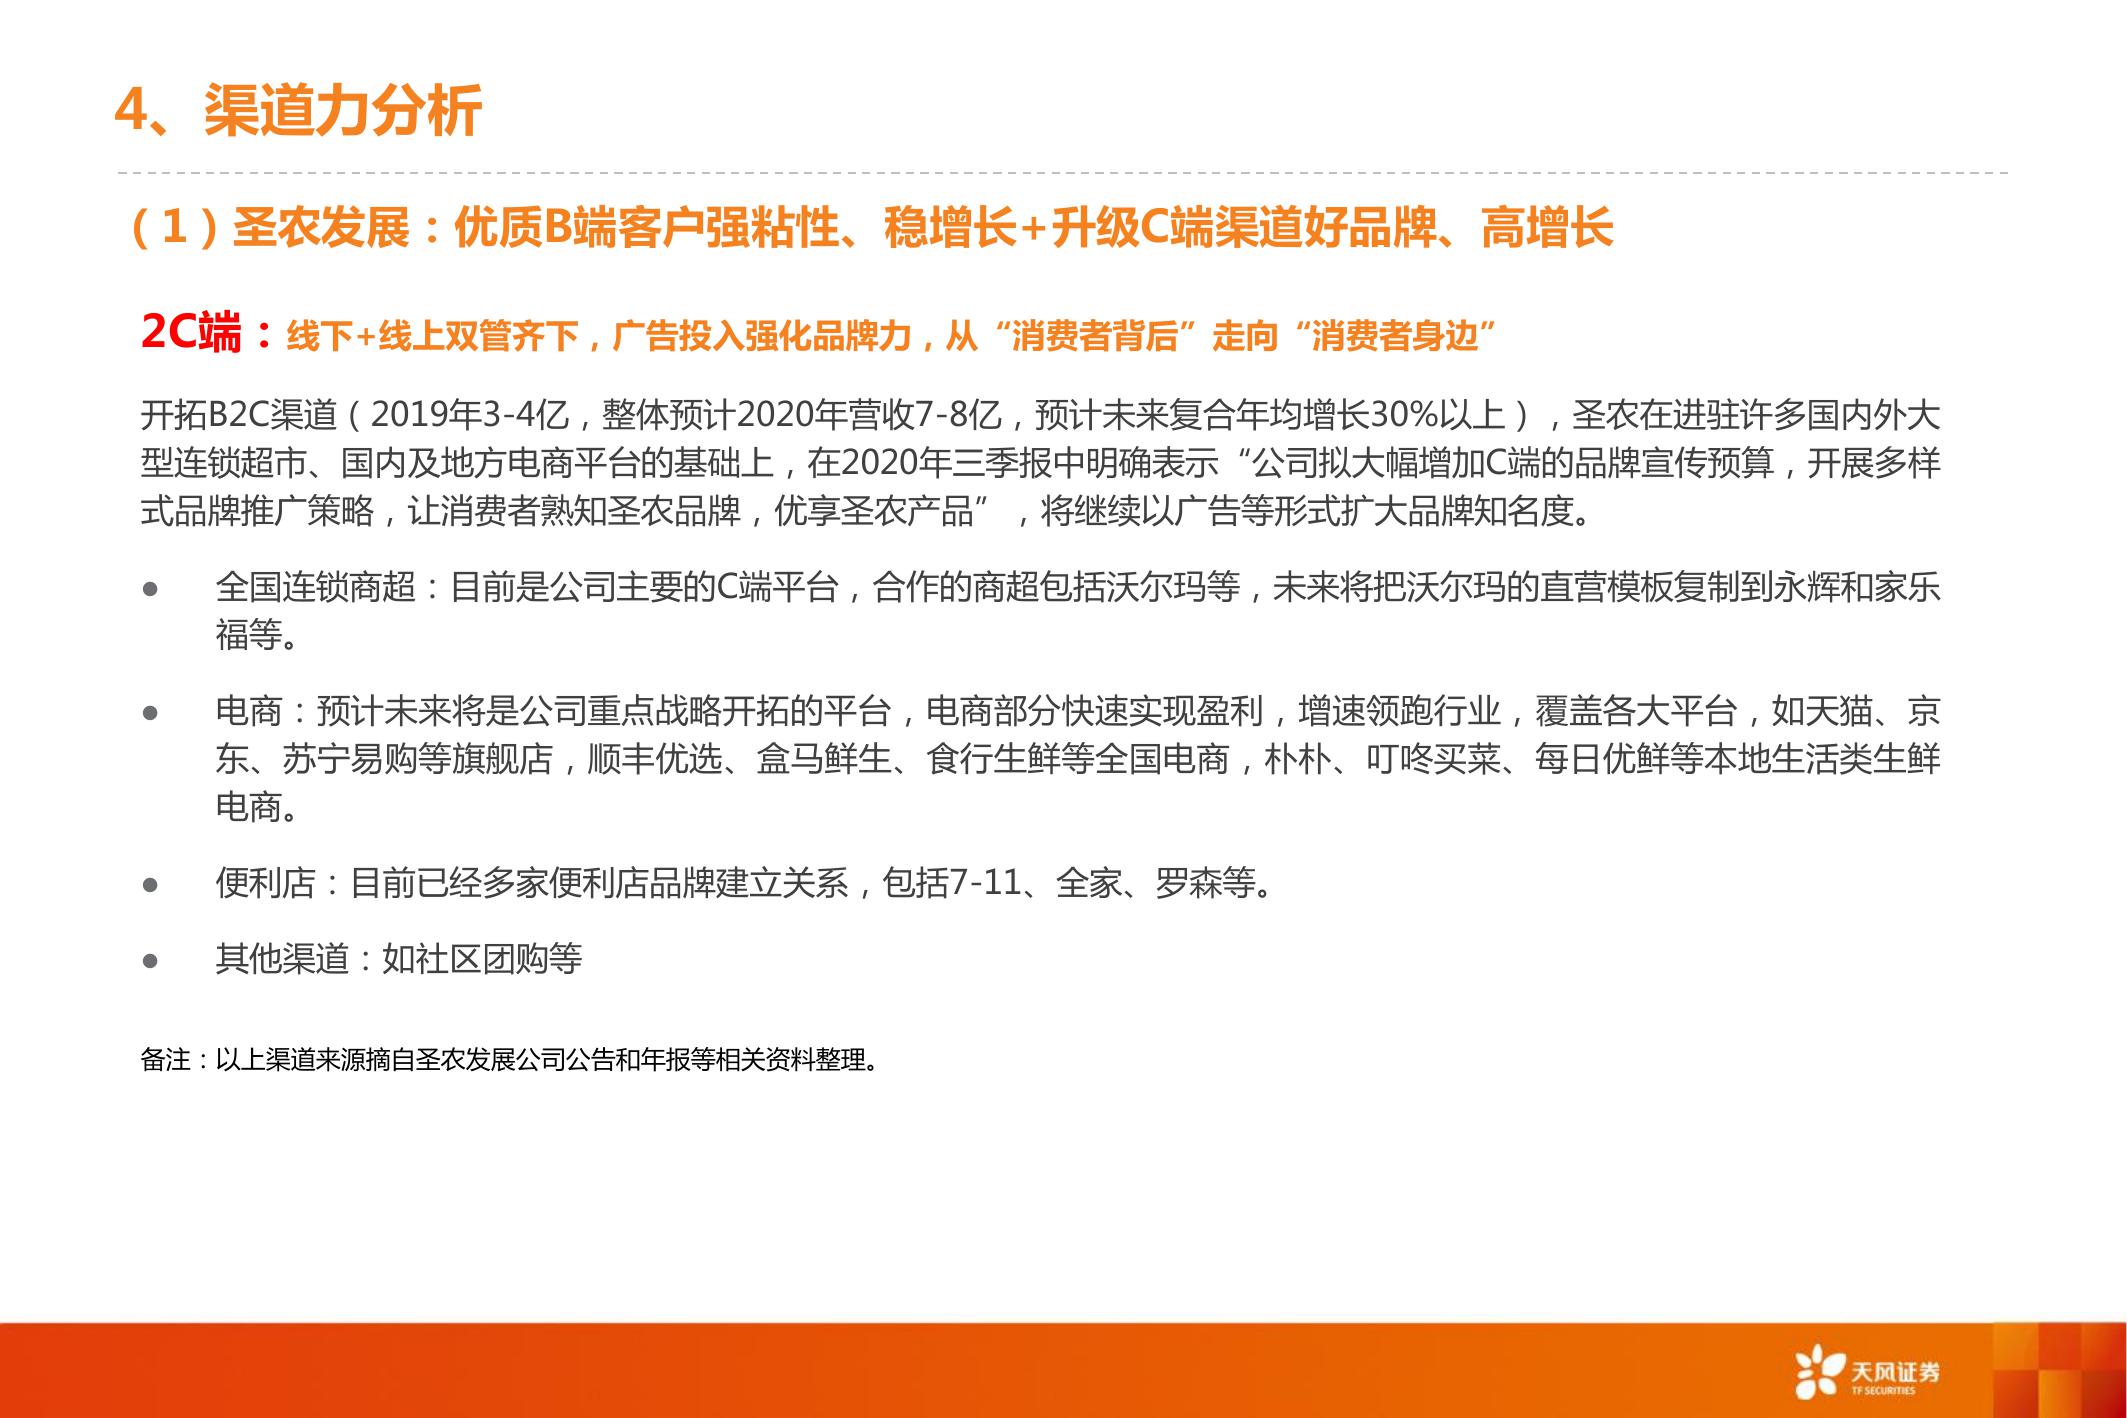 4、渠道力分析
（1）圣农发展：优质B端客户强粘性、稳增长+升级C端渠道好品牌、高增长
2C端：线下+线上双管齐下，广告投入强化品牌力，从“消费者背后”走向“消费者身边”
开拓B2C渠道（2019年3-4亿，整体预计2020年营收7-8亿，预计未来复合年均增长30%以上），圣农在进驻许多国内外大
型连锁超市、国内及地方电商平台的基础上，在2020年三季报中明确表示“公司拟大幅增加C端的品牌宣传预算，开展多样
式品牌推广策略，让消费者熟知圣农品牌，优享圣农产品”，将继续以广告等形式扩大品牌知名度。
● 全国连锁商超：目前是公司主要的C端平台，合作的商超包括沃尔玛等，未来将把沃尔玛的直营模板复制到永辉和家乐
福等。
● 电商：预计未来将是公司重点战略开拓的平台，电商部分快速实现盈利，增速领跑行业，覆盖各大平台，如天猫、京
东、苏宁易购等旗舰店，顺丰优选、盒马鲜生、食行生鲜等全国电商，朴朴、叮咚买菜、每日优鲜等本地生活类生鲜
电商。
● 便利店：目前已经多家便利店品牌建立关系，包括7-11、全家、罗森等。
● 其他渠道：如社区团购等
备注：以上渠道来源摘自圣农发展公司公告和年报等相关资料整理。
天风证券
TF SECURITIES